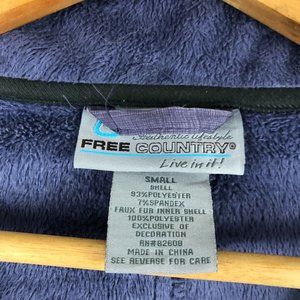 Authentic lifestyle
FREE COUNTRY®
Live in it!
SMALL
SHELL
93%POLYESTER
7%SPANDEX
FAUX FUR INNER SHELL
100%POLYESTER
EXCLUSIVE OF
DECORATION
RN#82608
MADE IN CHINA
SEE REVERSE FOR CARE